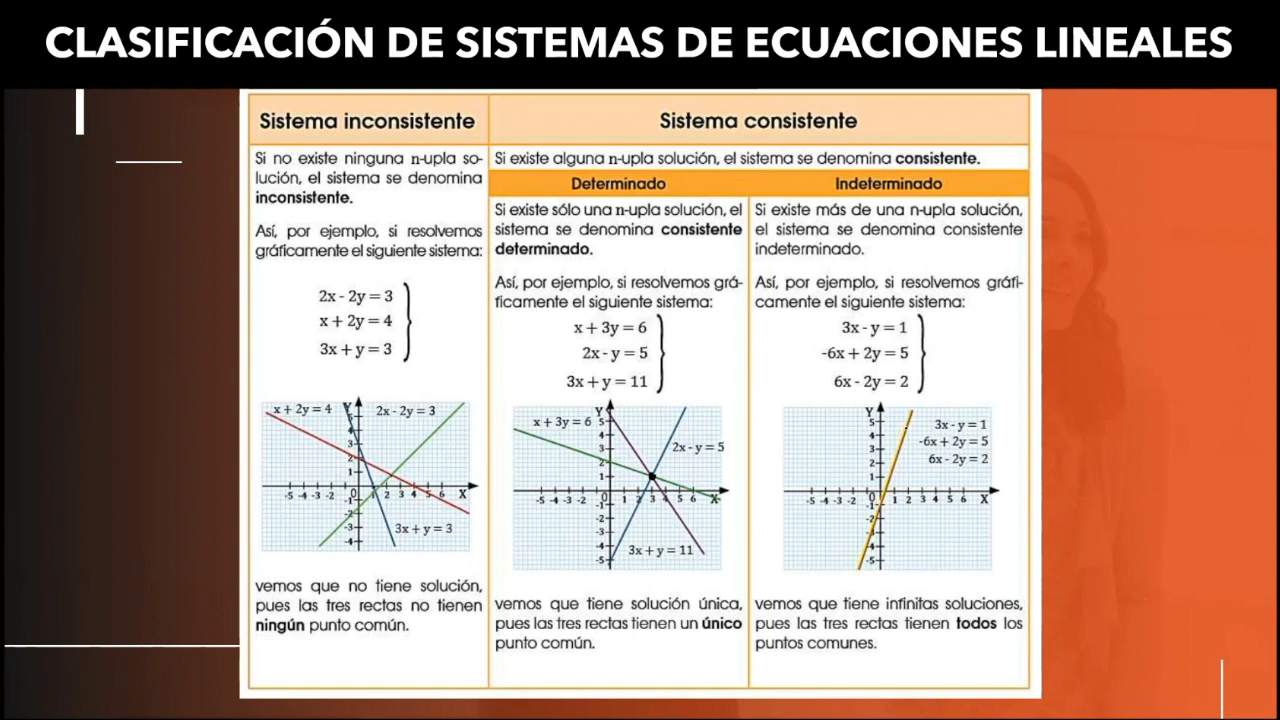 CLASIFICACIÓN DE SISTEMAS DE ECUACIONES LINEALES
Sistema inconsistente
Si no existe ninguna n-upla so-
lución, el sistema se denomina
inconsistente.
Así, por ejemplo, si resolvemos
gráficamente el siguiente sistema:
2x - 2y = 3
x + 2y = 4
3x + y = 3
x + 2y = 4
2x - 2y = 3
3x + y = 3
vemos que no tiene solución,
pues las tres rectas no tienen
ningún punto común.
Sistema consistente
Si existe alguna n-upla solución, el sistema se denomina consistente.
Determinado
Si existe sólo una n-upla solución, el
sistema se denomina consistente
determinado.
Así, por ejemplo, si resolvemos grá-
ficamente el siguiente sistema:
x + 3y = 6
2x - y = 5
3x + y = 11
x + 3y = 6
2x - y = 5
3x + y = 11
vemos que tiene solución única,
pues las tres rectas tienen un único
punto común.
Indeterminado
Si existe más de una n-upla solución,
el sistema se denomina consistente
indeterminado.
Así, por ejemplo, si resolvemos gráfi-
camente el siguiente sistema:
3x - y = 1
-6x + 2y = 5
6x - 2y = 2
3x - y = 1
-6x + 2y = 5
6x - 2y = 2
vemos que tiene infinitas soluciones,
pues las tres rectas tienen todos los
puntos comunes.